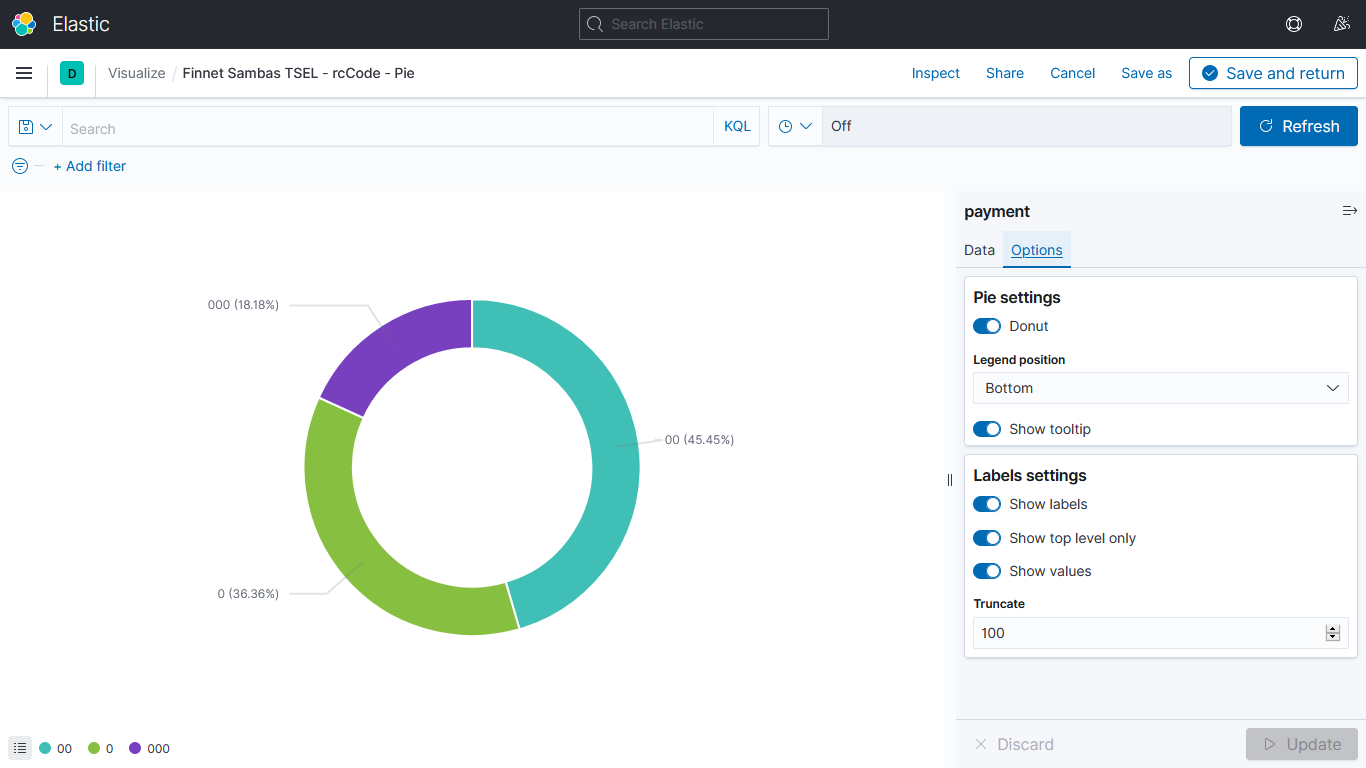 Elastic
Search Elastic
D
Visualize / Finnet Sambas TSEL - rcCode - Pie
Inspect
Share
Cancel
Save as
Save and return
Search
KQL
Off
Refresh
+ Add filter
000 (18.18%)
00 (45.45%)
0 (36.36%)
00
0
000
payment
Data
Options
Pie settings
Donut
Legend position
Bottom
Show tooltip
Labels settings
Show labels
Show top level only
Show values
Truncate
100
Discard
Update